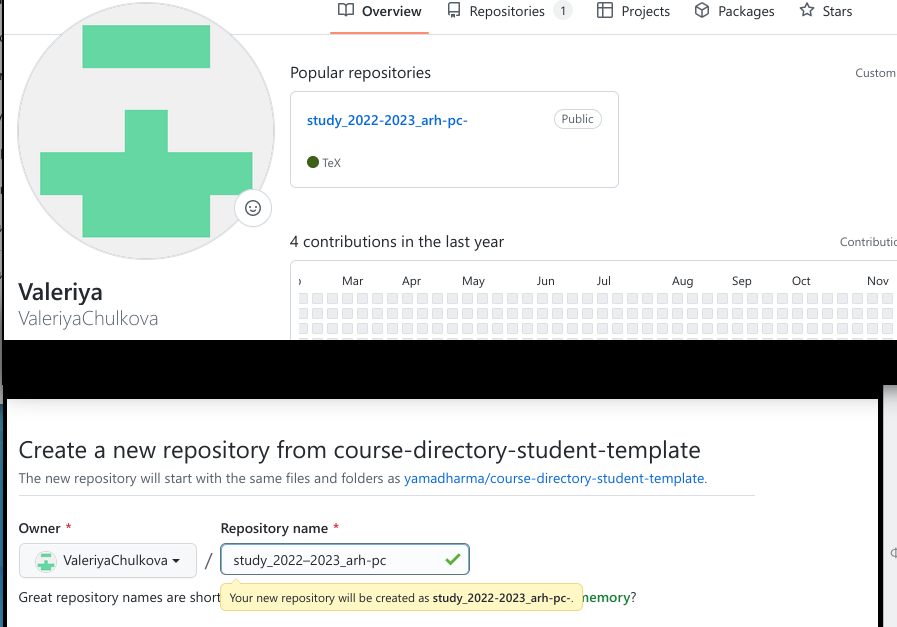 Overview Repositories 1 Projects Packages Stars
Popular repositories
Custom
study_2022-2023_arh-pc- Public
TeX
4 contributions in the last year
Contributio
Mar Apr May Jun Jul Aug Sep Oct Nov
Valeriya
ValeriyaChulkova
Create a new repository from course-directory-student-template
The new repository will start with the same files and folders as yamadharma/course-directory-student-template.
Owner * Repository name *
ValeriyaChulkova / study_2022–2023_arh-pc
Great repository names are short
Your new repository will be created as study_2022-2023_arh-pc-.
memory?